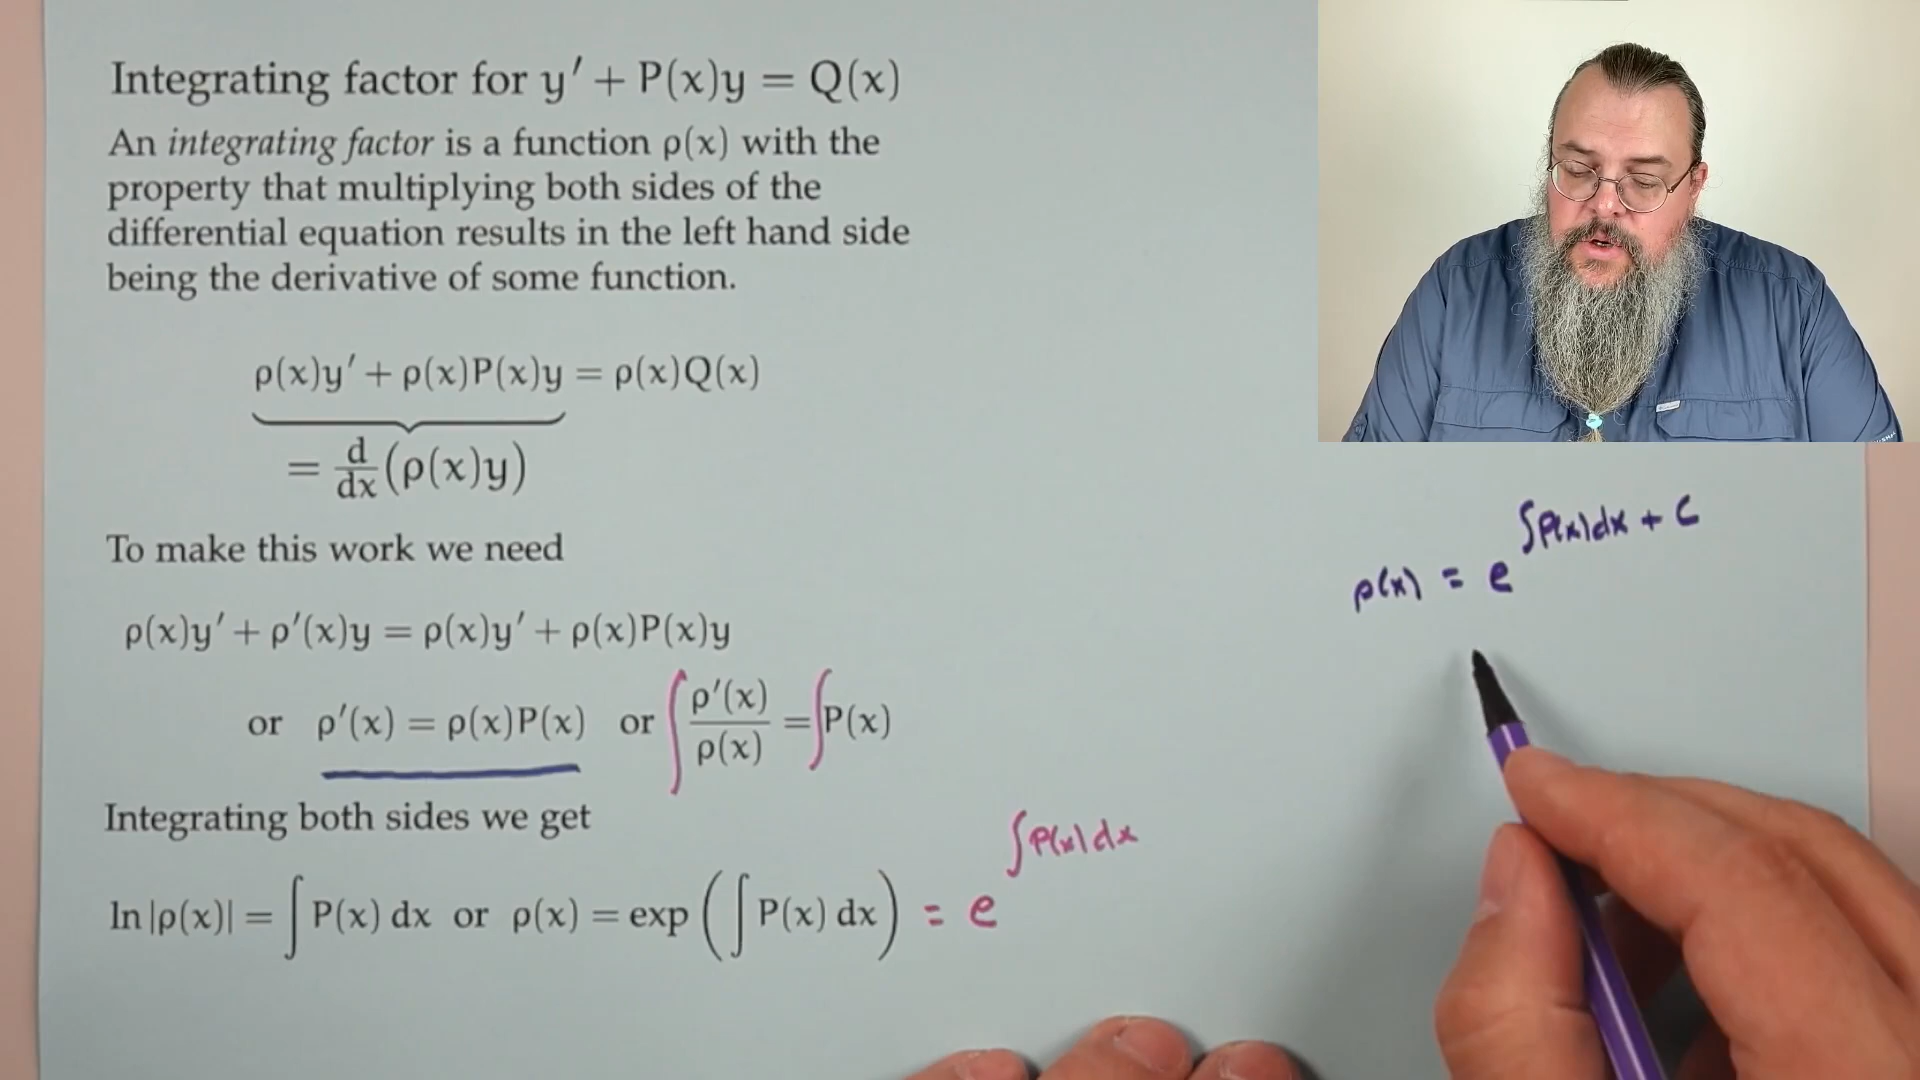 Integrating factor for y′ + P(x)y = Q(x)
An integrating factor is a function ρ(x) with the
property that multiplying both sides of the
differential equation results in the left hand side
being the derivative of some function.
ρ(x)y′ + ρ(x)P(x)y = ρ(x)Q(x)
= d/dx (ρ(x)y)
To make this work we need
ρ(x)y′ + ρ′(x)y = ρ(x)y′ + ρ(x)P(x)y
or ρ′(x) = ρ(x)P(x) or ∫ ρ′(x)/ρ(x) = ∫ P(x)
Integrating both sides we get
ln|ρ(x)| = ∫ P(x) dx or ρ(x) = exp(∫ P(x) dx) = e^∫P(x)dx
ρ(x) = e^∫P(x)dx + C